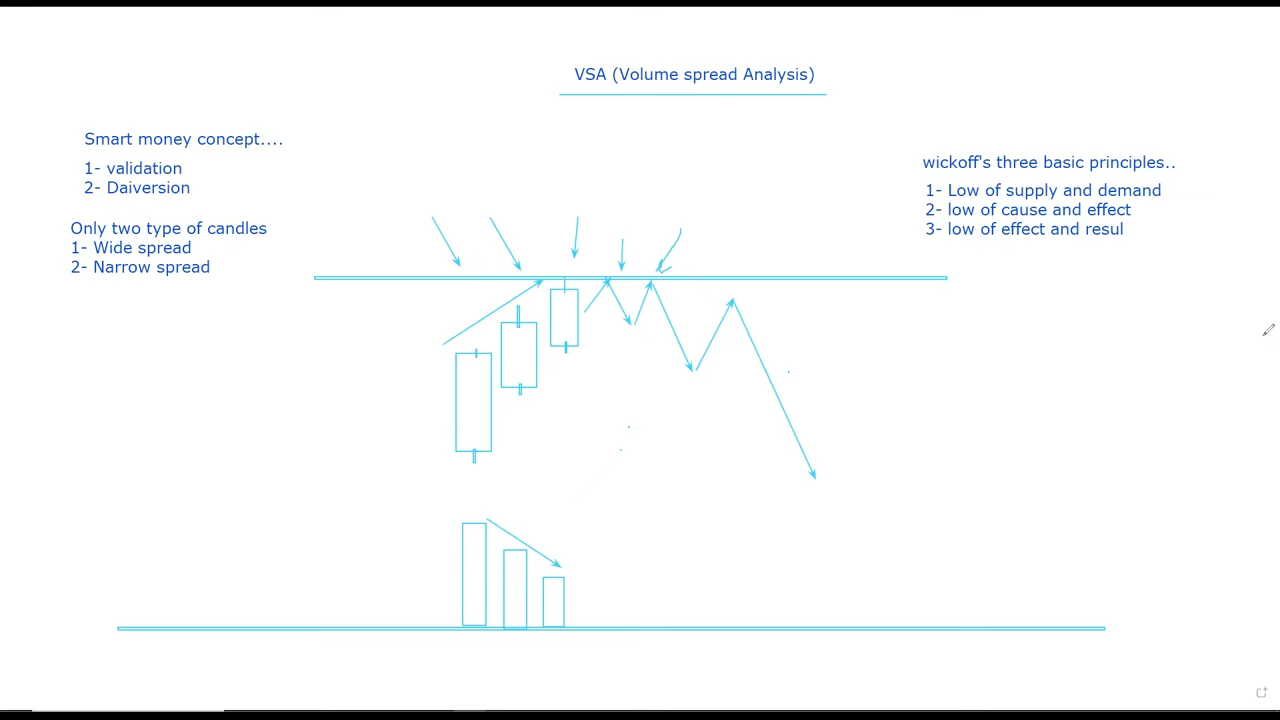 VSA (Volume spread Analysis)
Smart money concept....
1- validation
2- Daiversion
Only two type of candles
1- Wide spread
2- Narrow spread
wickoff's three basic principles..
1- Low of supply and demand
2- low of cause and effect
3- low of effect and resul